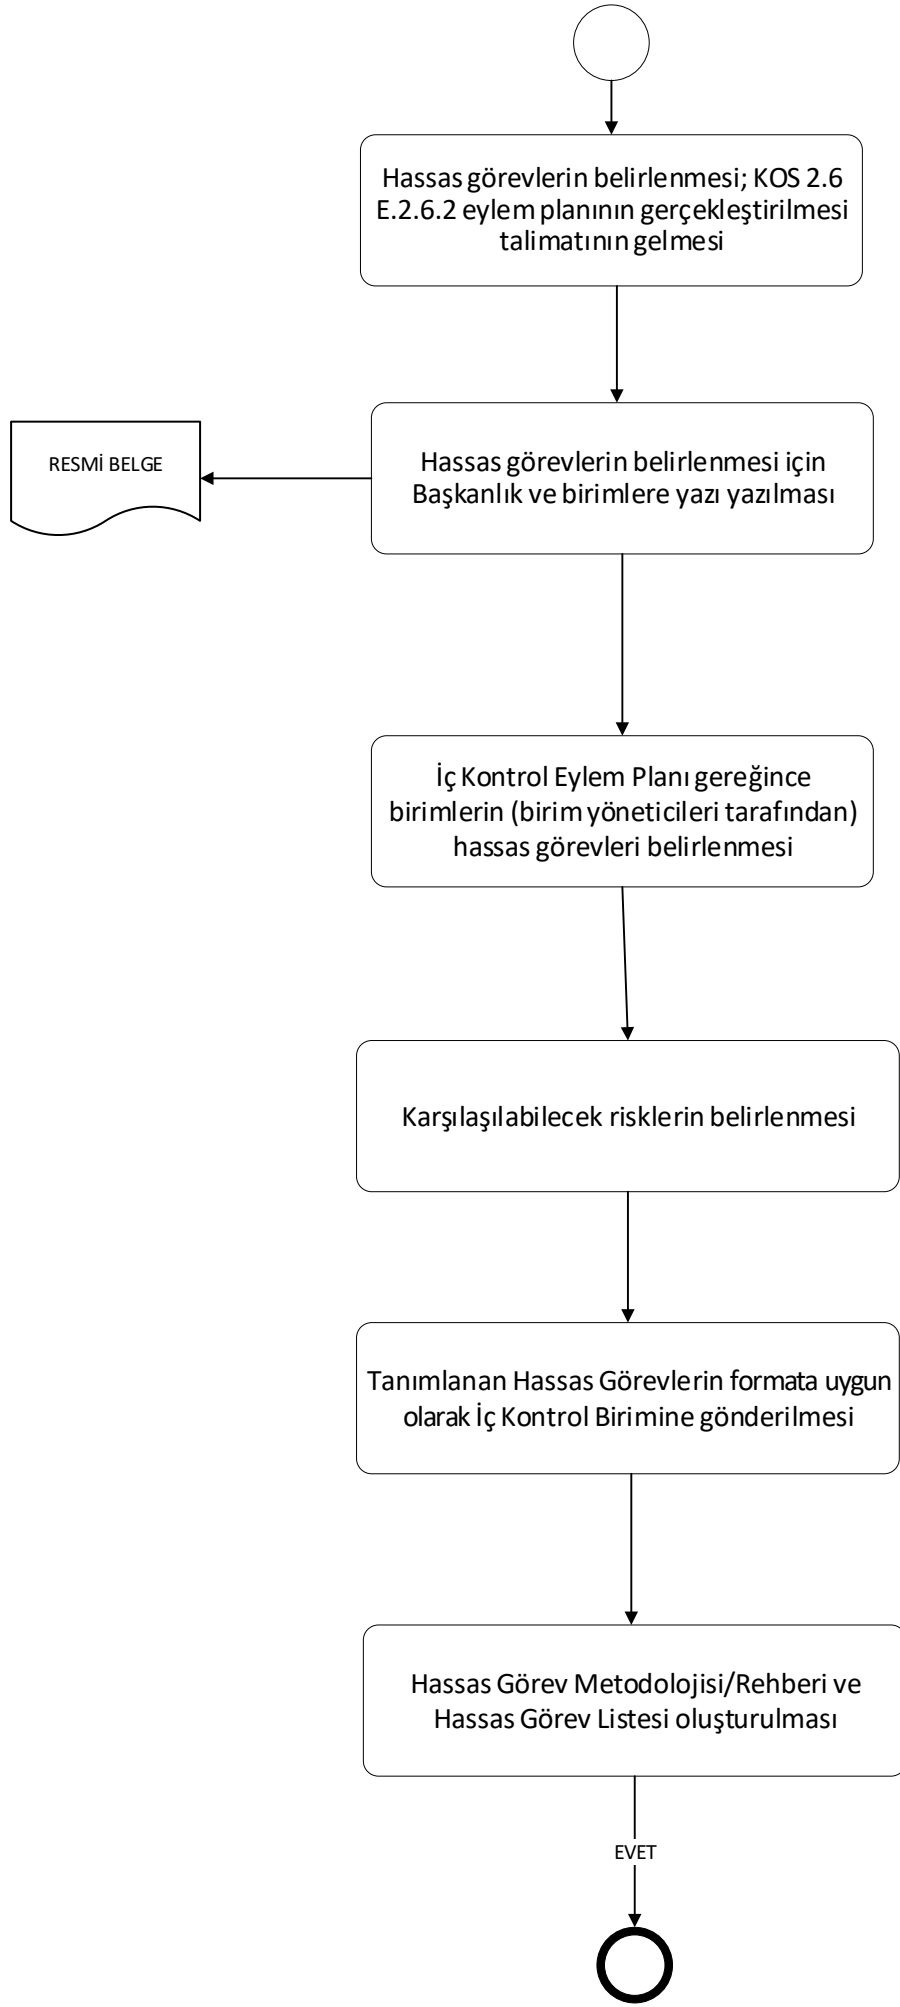 Hassas görevlerin belirlenmesi; KOS 2.6
E.2.6.2 eylem planının gerçekleştirilmesi
talimatının gelmesi
RESMİ BELGE
Hassas görevlerin belirlenmesi için
Başkanlık ve birimlere yazı yazılması
İç Kontrol Eylem Planı gereğince
birimlerin (birim yöneticileri tarafından)
hassas görevleri belirlenmesi
Karşılaşılabilecek risklerin belirlenmesi
Tanımlanan Hassas Görevlerin formata uygun
olarak İç Kontrol Birimine gönderilmesi
Hassas Görev Metodolojisi/Rehberi ve
Hassas Görev Listesi oluşturulması
EVET